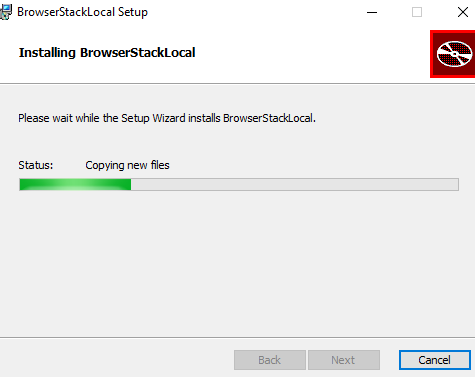 BrowserStackLocal Setup
Installing BrowserStackLocal
Please wait while the Setup Wizard installs BrowserStackLocal.
Status: Copying new files
Back Next Cancel